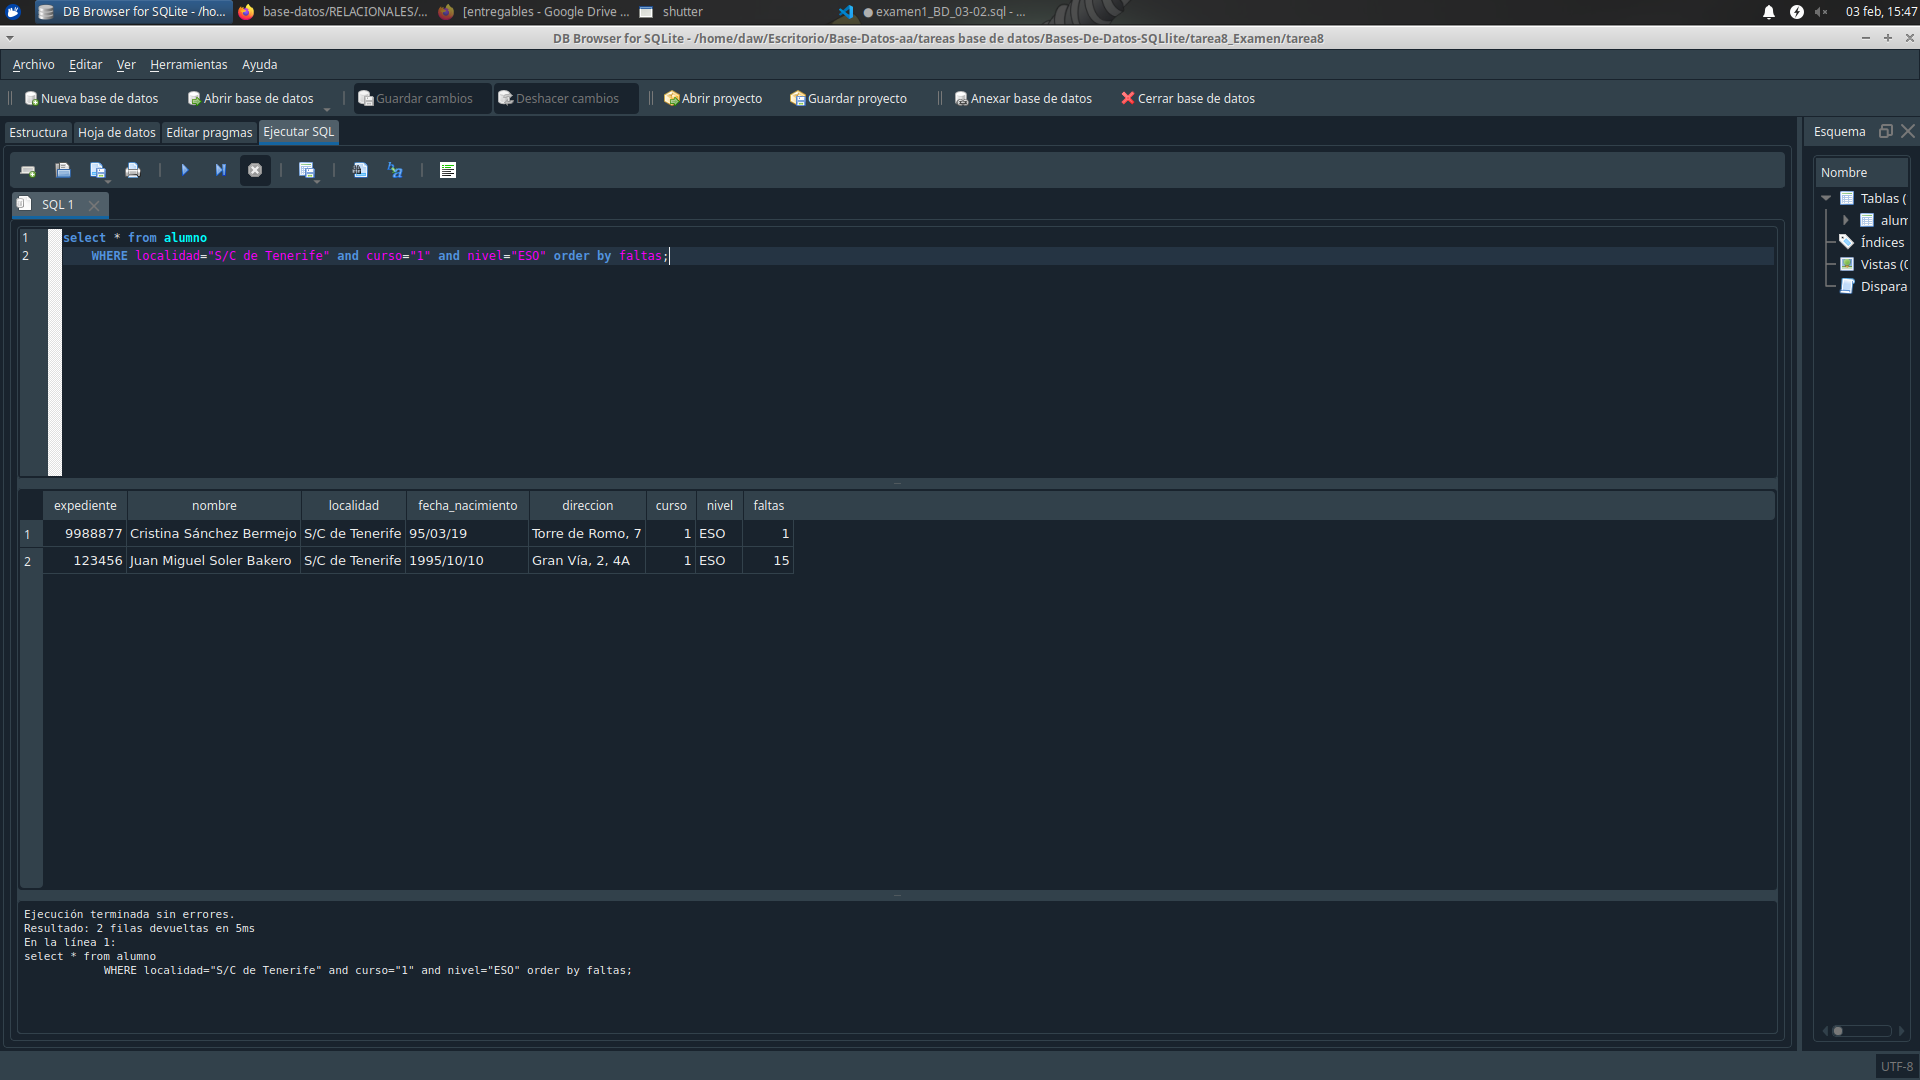 DB Browser for SQLite - /ho...
base-datos/RELACIONALES/...
[entregables - Google Drive ...
shutter
● examen1_BD_03-02.sql - ...
03 feb, 15:47
DB Browser for SQLite - /home/daw/Escritorio/Base-Datos-aa/tareas base de datos/Bases-De-Datos-SQLlite/tarea8_Examen/tarea8
Archivo Editar Ver Herramientas Ayuda
Nueva base de datos Abrir base de datos Guardar cambios Deshacer cambios Abrir proyecto Guardar proyecto Anexar base de datos Cerrar base de datos
Estructura Hoja de datos Editar pragmas Ejecutar SQL
Esquema
SQL 1
1 select * from alumno
2 WHERE localidad="S/C de Tenerife" and curso="1" and nivel="ESO" order by faltas;
Nombre
Tablas (
alum
Índices
Vistas (0
Dispara
expediente nombre localidad fecha_nacimiento direccion curso nivel faltas
1 9988877 Cristina Sánchez Bermejo S/C de Tenerife 95/03/19 Torre de Romo, 7 1 ESO 1
2 123456 Juan Miguel Soler Bakero S/C de Tenerife 1995/10/10 Gran Vía, 2, 4A 1 ESO 15
Ejecución terminada sin errores.
Resultado: 2 filas devueltas en 5ms
En la línea 1:
select * from alumno
WHERE localidad="S/C de Tenerife" and curso="1" and nivel="ESO" order by faltas;
UTF-8